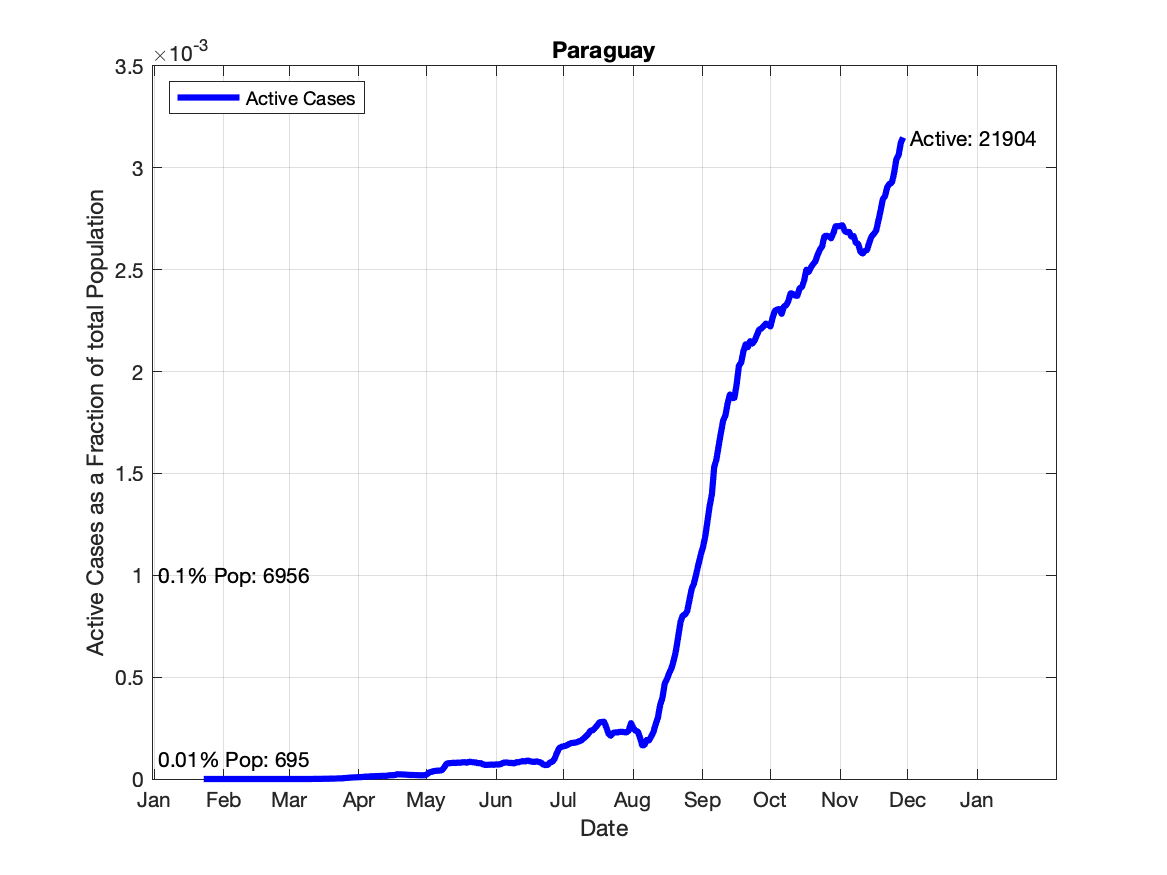 Paraguay
×10-3
3.5
3
2.5
2
1.5
1
0.5
0
Active Cases
Active: 21904
0.1% Pop: 6956
0.01% Pop: 695
Active Cases as a Fraction of total Population
Jan Feb Mar Apr May Jun Jul Aug Sep Oct Nov Dec Jan
Date